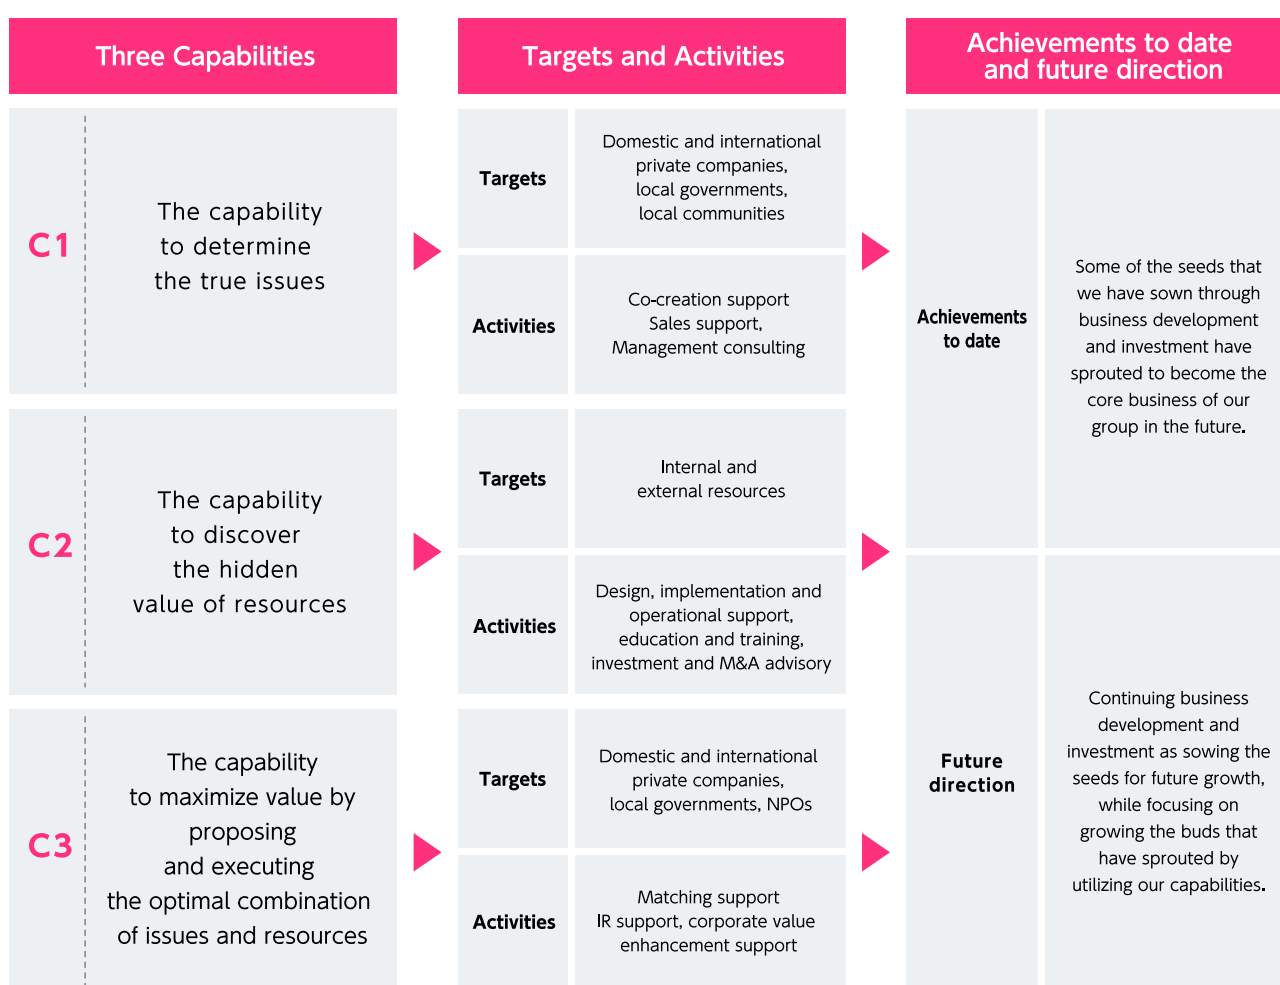 Three Capabilities
Targets and Activities
Achievements to date
and future direction
C1
The capability
to determine
the true issues
Targets
Domestic and international
private companies,
local governments,
local communities
Activities
Co-creation support
Sales support,
Management consulting
C2
The capability
to discover
the hidden
value of resources
Targets
Internal and
external resources
Activities
Design, implementation and
operational support,
education and training,
investment and M&A advisory
C3
The capability
to maximize value by
proposing
and executing
the optimal combination
of issues and resources
Targets
Domestic and international
private companies,
local governments, NPOs
Activities
Matching support
IR support, corporate value
enhancement support
Achievements
to date
Some of the seeds that
we have sown through
business development
and investment have
sprouted to become the
core business of our
group in the future.
Future
direction
Continuing business
development and
investment as sowing the
seeds for future growth,
while focusing on
growing the buds that
have sprouted by
utilizing our capabilities.